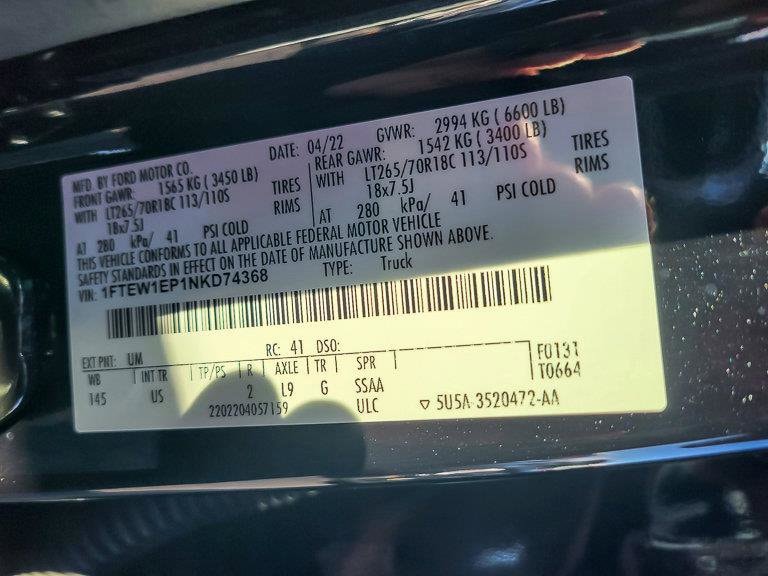 MFD. BY FORD MOTOR CO. DATE: 04/22 GVWR: 2994 KG ( 6600 LB)
FRONT GAWR: 1565 KG ( 3450 LB) REAR GAWR: 1542 KG ( 3400 LB)
WITH LT265/70R18C 113/110S TIRES WITH LT265/70R18C 113/110S TIRES
18x7.5J RIMS 18x7.5J RIMS
AT 280 kPa/ 41 PSI COLD AT 280 kPa/ 41 PSI COLD
THIS VEHICLE CONFORMS TO ALL APPLICABLE FEDERAL MOTOR VEHICLE
SAFETY STANDARDS IN EFFECT ON THE DATE OF MANUFACTURE SHOWN ABOVE.
VIN: 1FTEW1EP1NKD74368 TYPE: Truck
EXT PNT: UM RC: 41 DSO:
WB INT TR TP/PS R AXLE TR SPR F0131
145 US 2 L9 G SSAA T0664
2202204057159 ULC 5U5A-3520472-AA